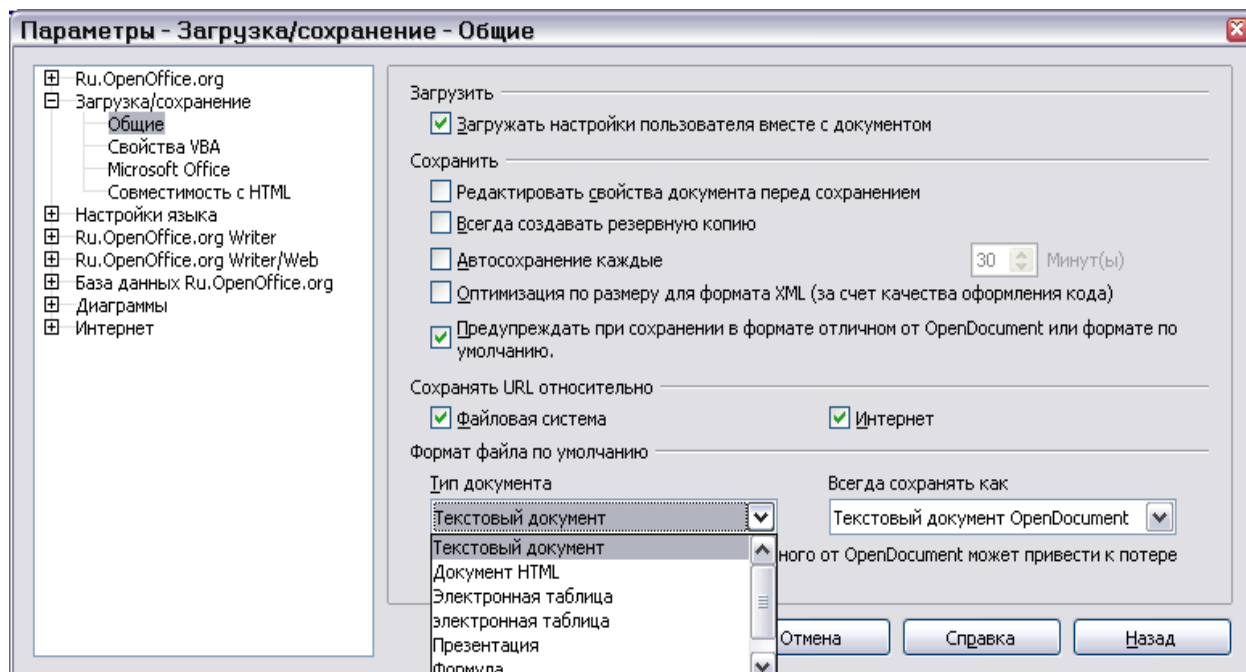 Параметры - Загрузка/сохранение - Общие
Ru.OpenOffice.org
Загрузка/сохранение
Общие
Свойства VBA
Microsoft Office
Совместимость с HTML
Настройки языка
Ru.OpenOffice.org Writer
Ru.OpenOffice.org Writer/Web
База данных Ru.OpenOffice.org
Диаграммы
Интернет
Загрузить
Загружать настройки пользователя вместе с документом
Сохранить
Редактировать свойства документа перед сохранением
Всегда создавать резервную копию
Автосохранение каждые 30 Минут(ы)
Оптимизация по размеру для формата XML (за счет качества оформления кода)
Предупреждать при сохранении в формате отличном от OpenDocument или формате по
умолчанию.
Сохранять URL относительно
Файловая система Интернет
Формат файла по умолчанию
Тип документа Всегда сохранять как
Текстовый документ Текстовый документ OpenDocument
Текстовый документ
ного от OpenDocument может привести к потере
Документ HTML
Электронная таблица
электронная таблица
Презентация
Формула
Отмена Справка Назад